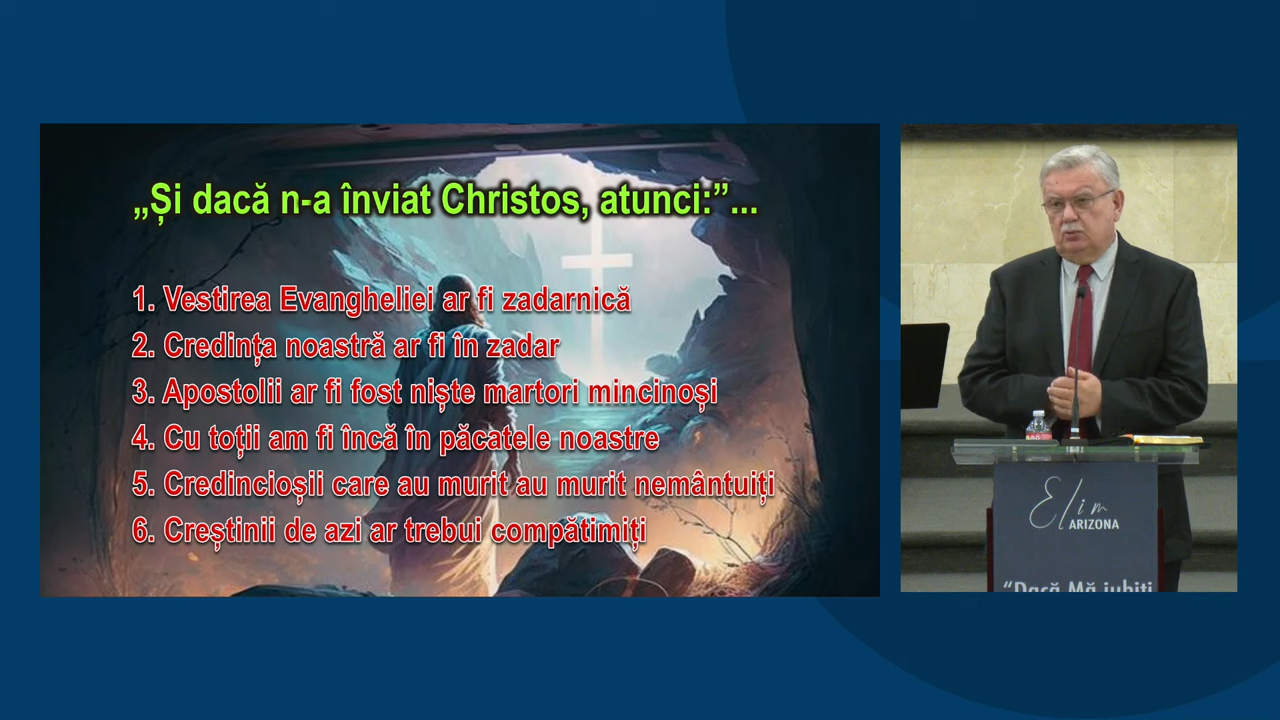 „Și dacă n-a înviat Christos, atunci:”...
1. Vestirea Evangheliei ar fi zadarnică
2. Credința noastră ar fi în zadar
3. Apostolii ar fi fost niște martori mincinoși
4. Cu toții am fi încă în păcatele noastre
5. Credincioșii care au murit au murit nemântuiți
6. Creștinii de azi ar trebui compătimiți
Elim
ARIZONA
“Dacă Mă iubiți